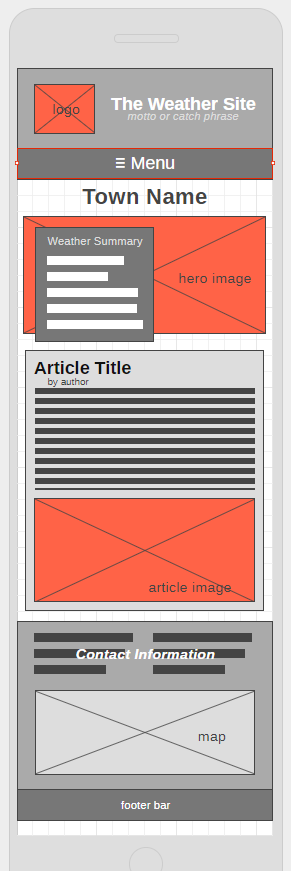 logo
The Weather Site
motto or catch phrase
☰ Menu
Town Name
Weather Summary
hero image
Article Title
by author
article image
Contact Information
map
footer bar